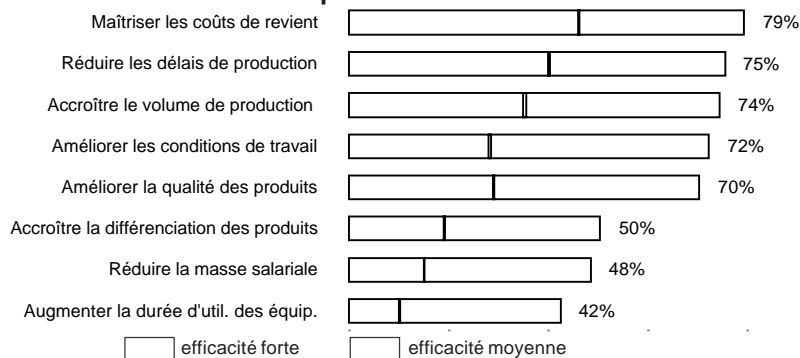 Maîtriser les coûts de revient 79%
Réduire les délais de production 75%
Accroître le volume de production 74%
Améliorer les conditions de travail 72%
Améliorer la qualité des produits 70%
Accroître la différenciation des produits 50%
Réduire la masse salariale 48%
Augmenter la durée d'util. des équip. 42%
efficacité forte efficacité moyenne